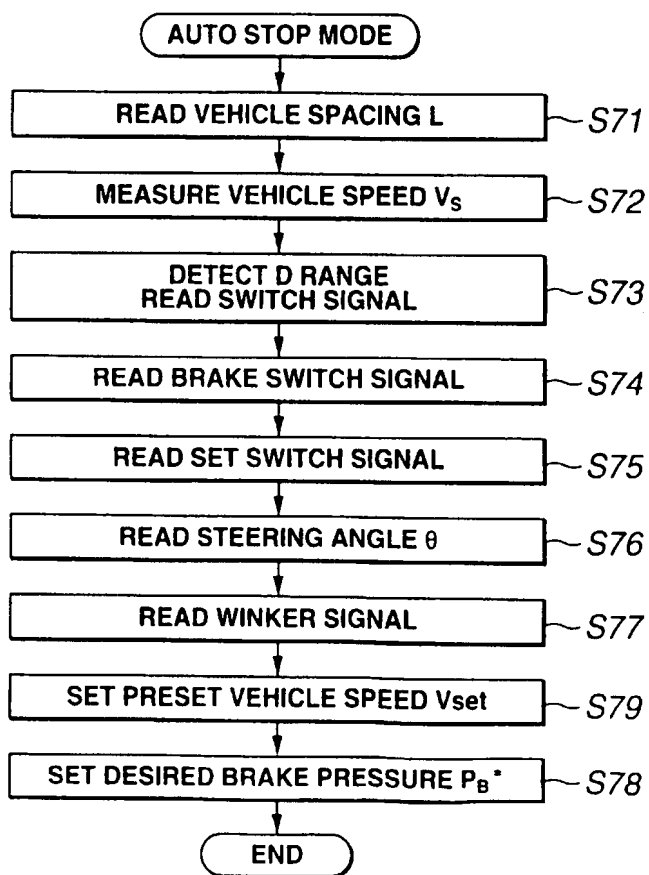 AUTO STOP MODE
READ VEHICLE SPACING L
S71
MEASURE VEHICLE SPEED VS
S72
DETECT D RANGE
READ SWITCH SIGNAL
S73
READ BRAKE SWITCH SIGNAL
S74
READ SET SWITCH SIGNAL
S75
READ STEERING ANGLE θ
S76
READ WINKER SIGNAL
S77
SET PRESET VEHICLE SPEED Vset
S79
SET DESIRED BRAKE PRESSURE PB*
S78
END